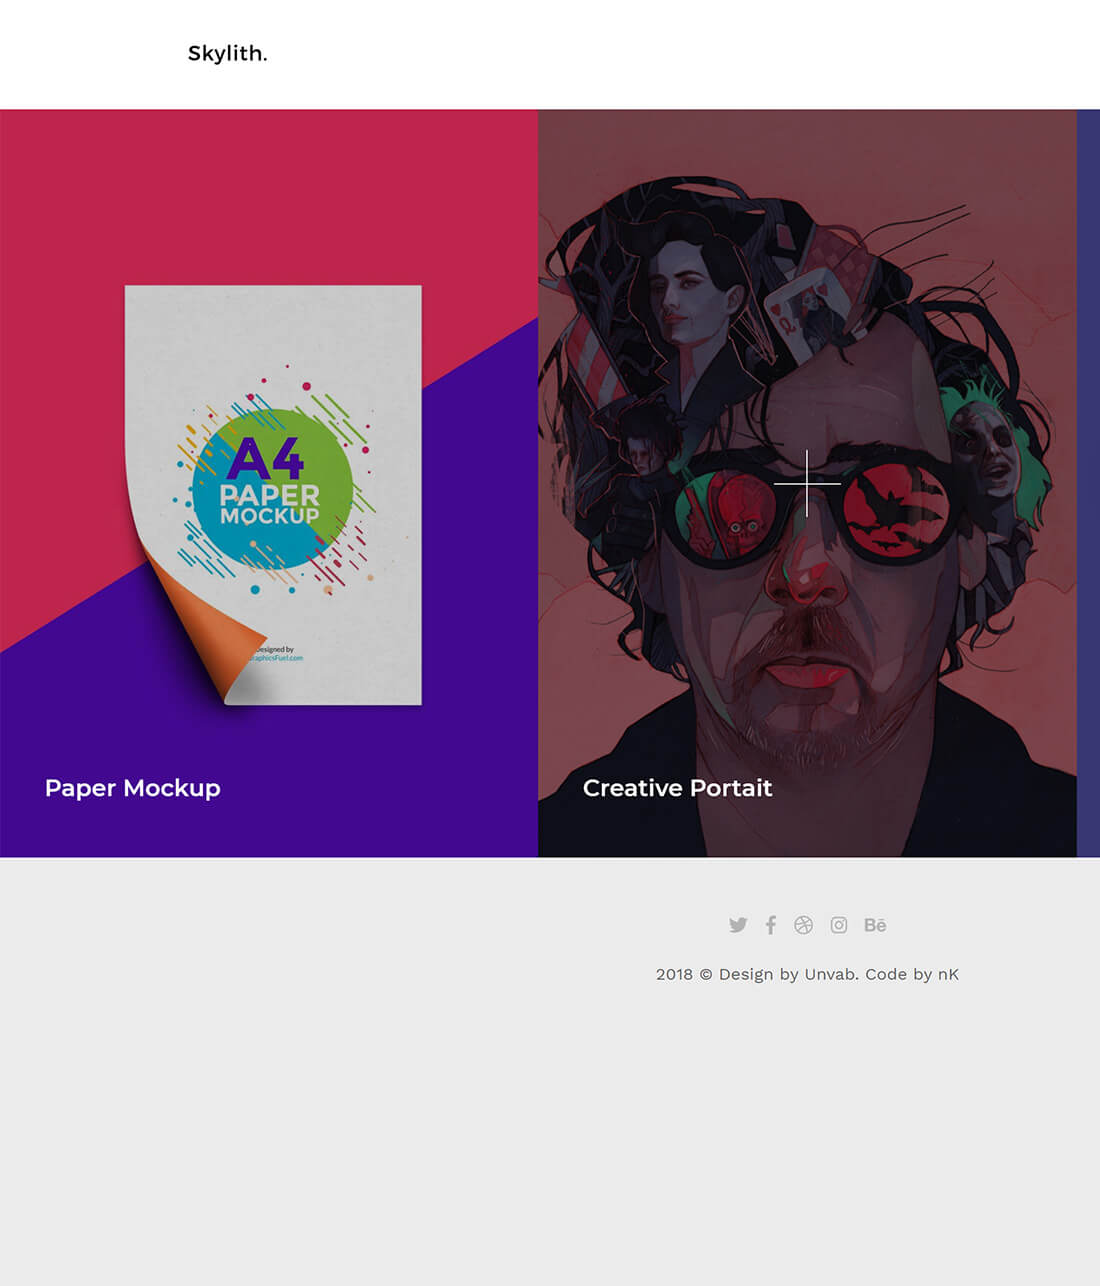 Skylith.
A4
PAPER
MOCKUP
Designed by
GraphicsFuel.com
Paper Mockup
Q
Creative Portait
Bē
2018 © Design by Unvab. Code by nK